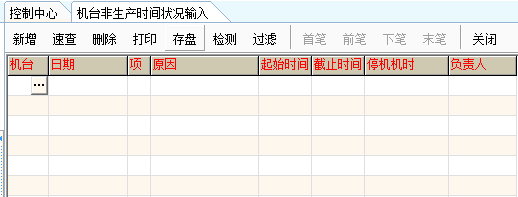 控制中心 机台非生产时间状况输入
新增 速查 删除 打印 存盘 检测 过滤 首笔 前笔 下笔 末笔 关闭
机台 日期 项 原因 起始时间 截止时间 停机机时 负责人
...